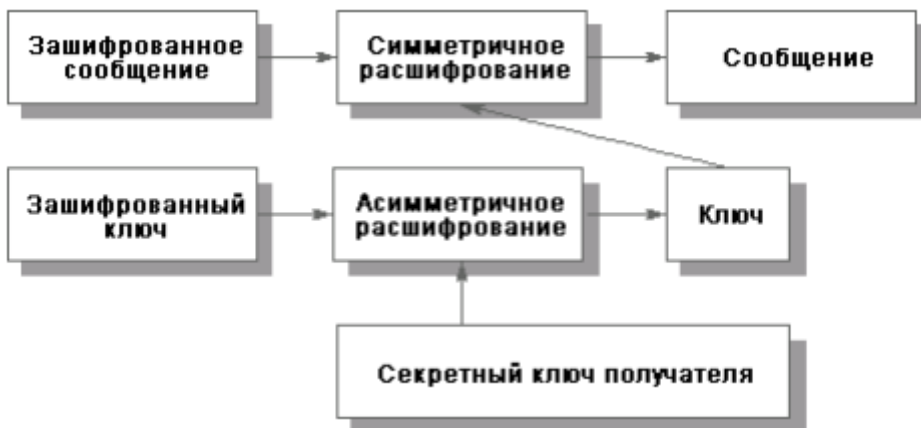 Зашифрованное
сообщение
Симметричное
расшифрование
Сообщение
Зашифрованный
ключ
Асимметричное
расшифрование
Ключ
Секретный ключ получателя